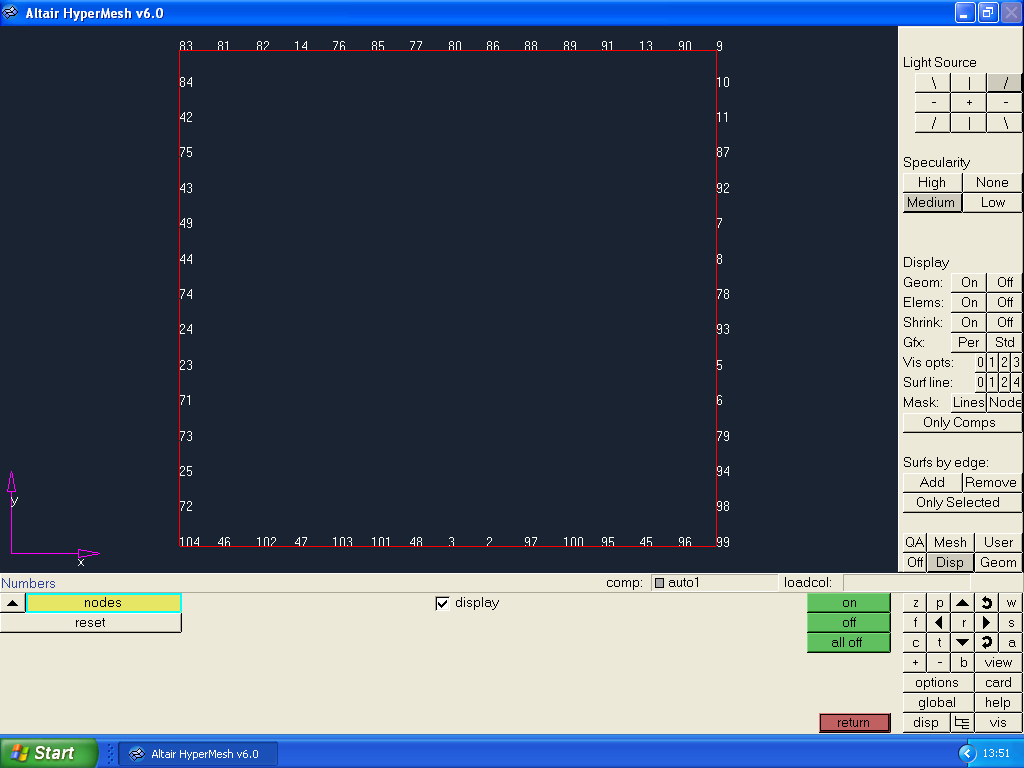 Altair HyperMesh v6.0
83 81 82 14 76 85 77 80 86 88 89 91 13 90 9
84 10
42 11
75 87
43 92
49 7
44 8
74 78
24 93
23 5
71 6
73 79
25 94
72 98
104 46 102 47 103 101 48 3 2 97 100 95 45 96 99
y
x
Light Source
\ | /
- + -
/ | \
Specularity
High None
Medium Low
Display
Geom: On Off
Elems: On Off
Shrink: On Off
Gfx: Per Std
Vis opts: 0 1 2 3
Surf line: 0 1 2 4
Mask: Lines Node
Only Comps
Surfs by edge:
Add Remove
Only Selected
QA Mesh User
Off Disp Geom
Numbers comp: auto1 loadcol:
nodes display on
reset off
all off
return
z p w
f r s
c t a
+ - b view
options card
global help
disp vis
Start Altair HyperMesh v6.0 13:51